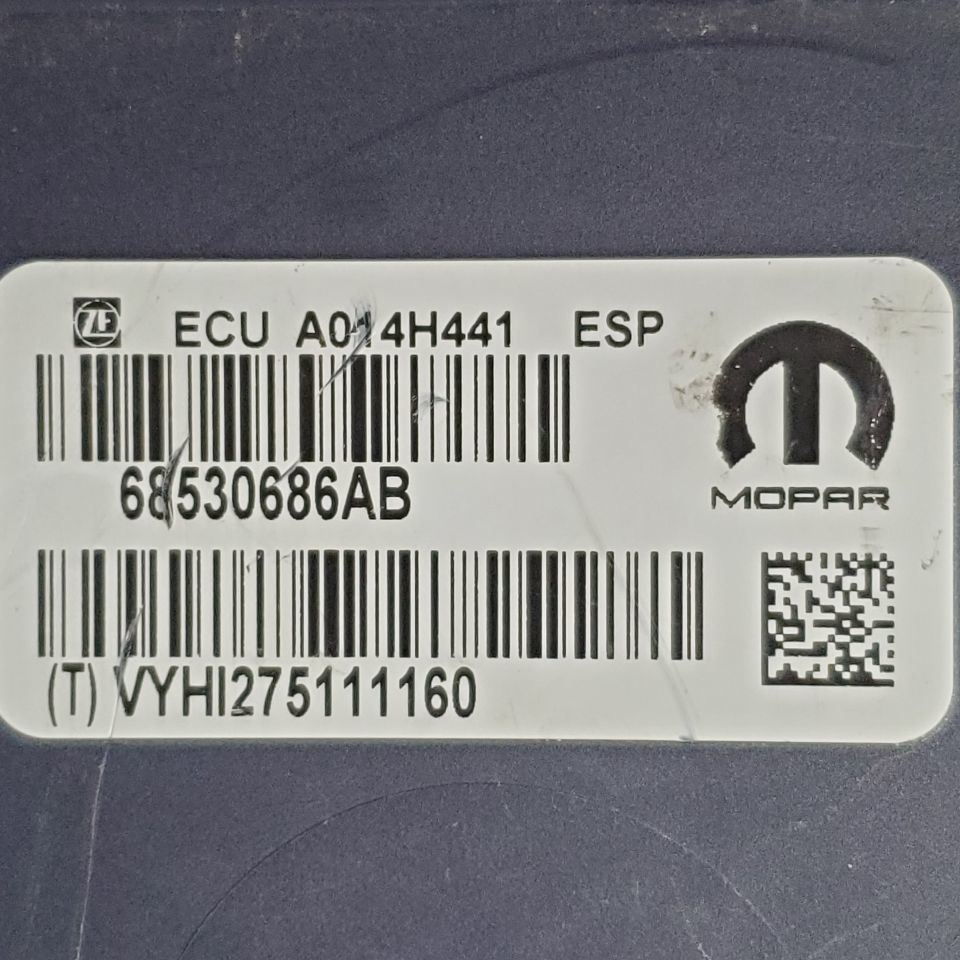 ZF ECU A014H441 ESP
68530686AB
MOPAR
(T) VYHI275111160